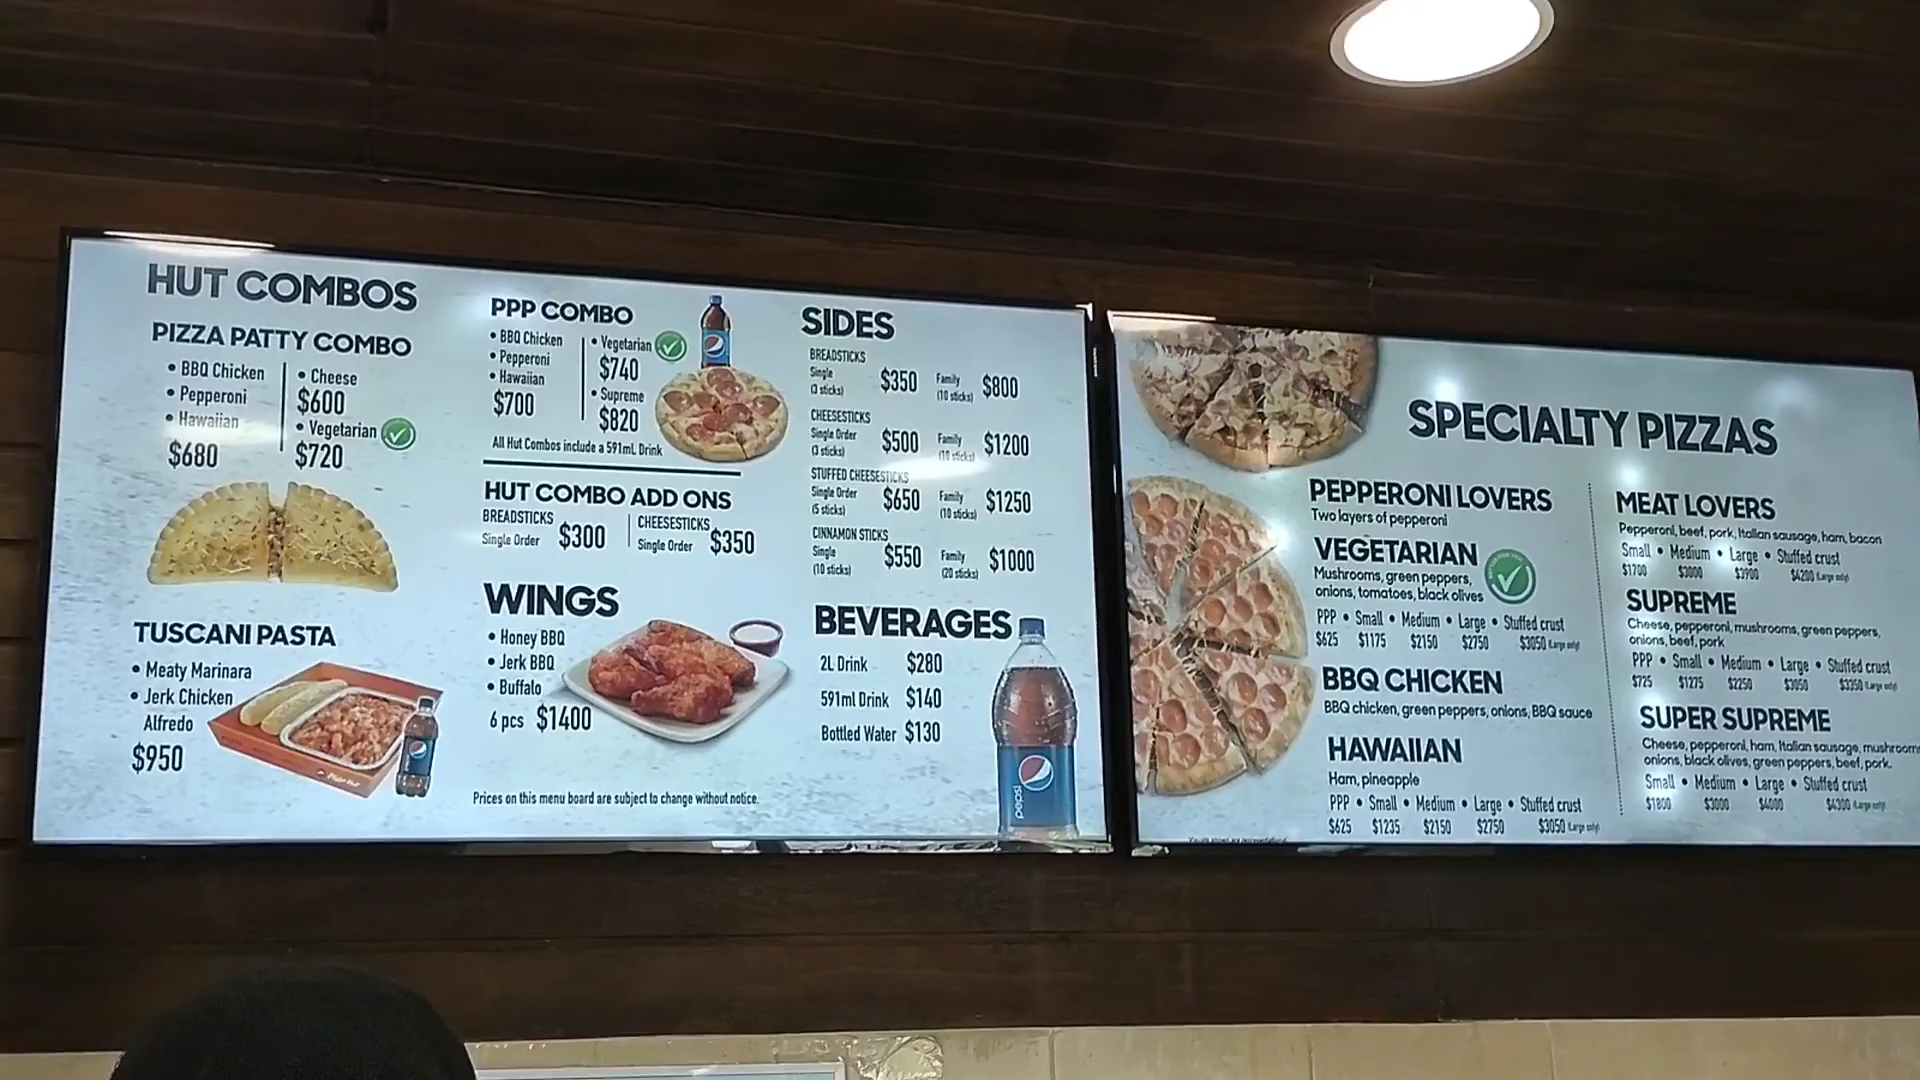 HUT COMBOS
PIZZA PATTY COMBO
• BBQ Chicken
• Pepperoni
• Hawaiian
$680
• Cheese
$600
• Vegetarian
$720
TUSCANI PASTA
• Meaty Marinara
• Jerk Chicken
Alfredo
$950
PPP COMBO
• BBQ Chicken
• Pepperoni
• Hawaiian
$700
• Vegetarian
$740
• Supreme
$820
All Hut Combos include a 591mL Drink
HUT COMBO ADD ONS
BREADSTICKS
Single Order $300
CHEESESTICKS
Single Order $350
WINGS
• Honey BBQ
• Jerk BBQ
• Buffalo
6 pcs $1400
Prices on this menu board are subject to change without notice.
SIDES
BREADSTICKS
Single (3 sticks) $350 Family (10 sticks) $800
CHEESESTICKS
Single Order (3 sticks) $500 Family (10 sticks) $1200
STUFFED CHEESESTICKS
Single Order (5 sticks) $650 Family (10 sticks) $1250
CINNAMON STICKS
Single (10 sticks) $550 Family (20 sticks) $1000
BEVERAGES
2L Drink $280
591ml Drink $140
Bottled Water $130
pepsi
SPECIALTY PIZZAS
PEPPERONI LOVERS
Two layers of pepperoni
VEGETARIAN
Mushrooms, green peppers,
onions, tomatoes, black olives
PPP • Small • Medium • Large • Stuffed crust
$625 $1175 $2150 $2750 $3050 (Large only)
BBQ CHICKEN
BBQ chicken, green peppers, onions, BBQ sauce
HAWAIIAN
Ham, pineapple
PPP • Small • Medium • Large • Stuffed crust
$625 $1235 $2150 $2750 $3050 (Large only)
MEAT LOVERS
Pepperoni, beef, pork, Italian sausage, ham, bacon
Small • Medium • Large • Stuffed crust
$1700 $3000 $3900 $4200 (Large only)
SUPREME
Cheese, pepperoni, mushrooms, green peppers,
onions, beef, pork
PPP • Small • Medium • Large • Stuffed crust
$725 $1275 $2250 $3050 $3350 (Large only)
SUPER SUPREME
Cheese, pepperoni, ham, Italian sausage, mushrooms
onions, black olives, green peppers, beef, pork.
Small • Medium • Large • Stuffed crust
$1800 $3000 $4000 $4300 (Large only)